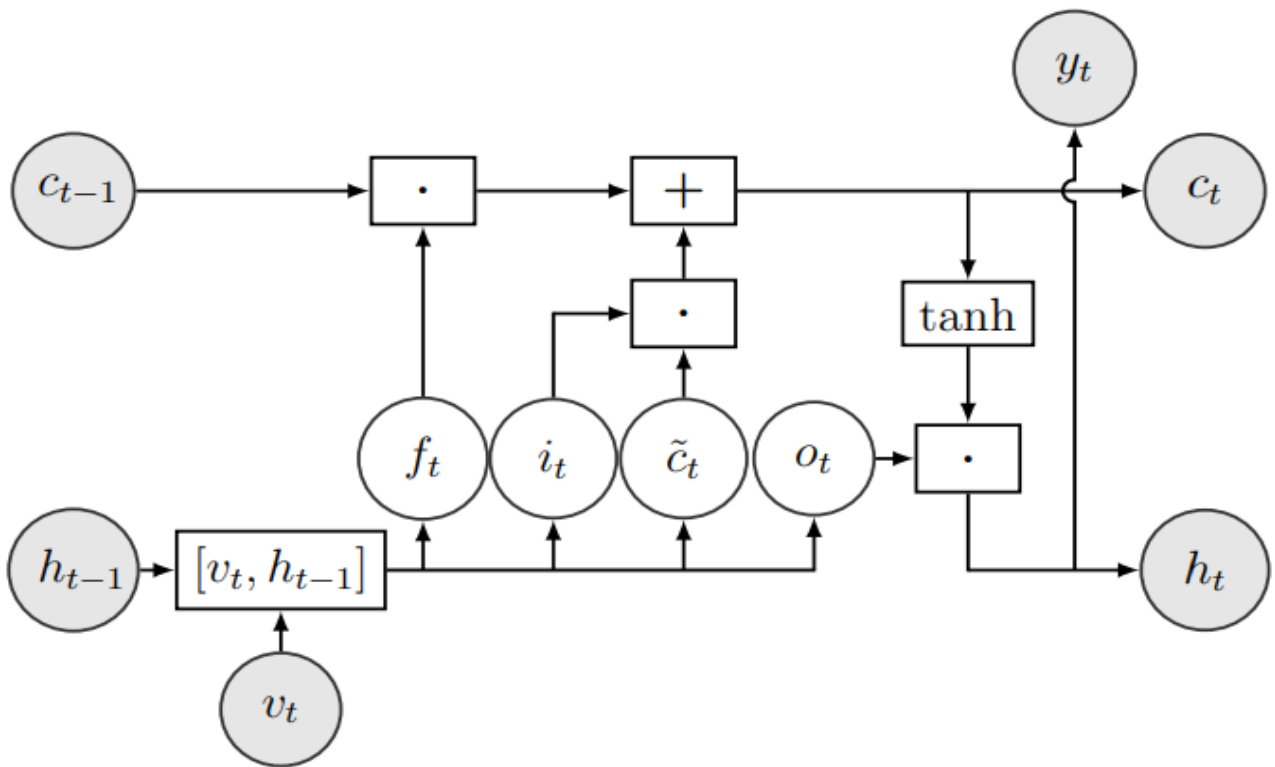 y_t
c_{t-1}
·
+
c_t
·
tanh
f_t
i_t
c̃_t
o_t
·
h_{t-1}
[v_t, h_{t-1}]
h_t
v_t